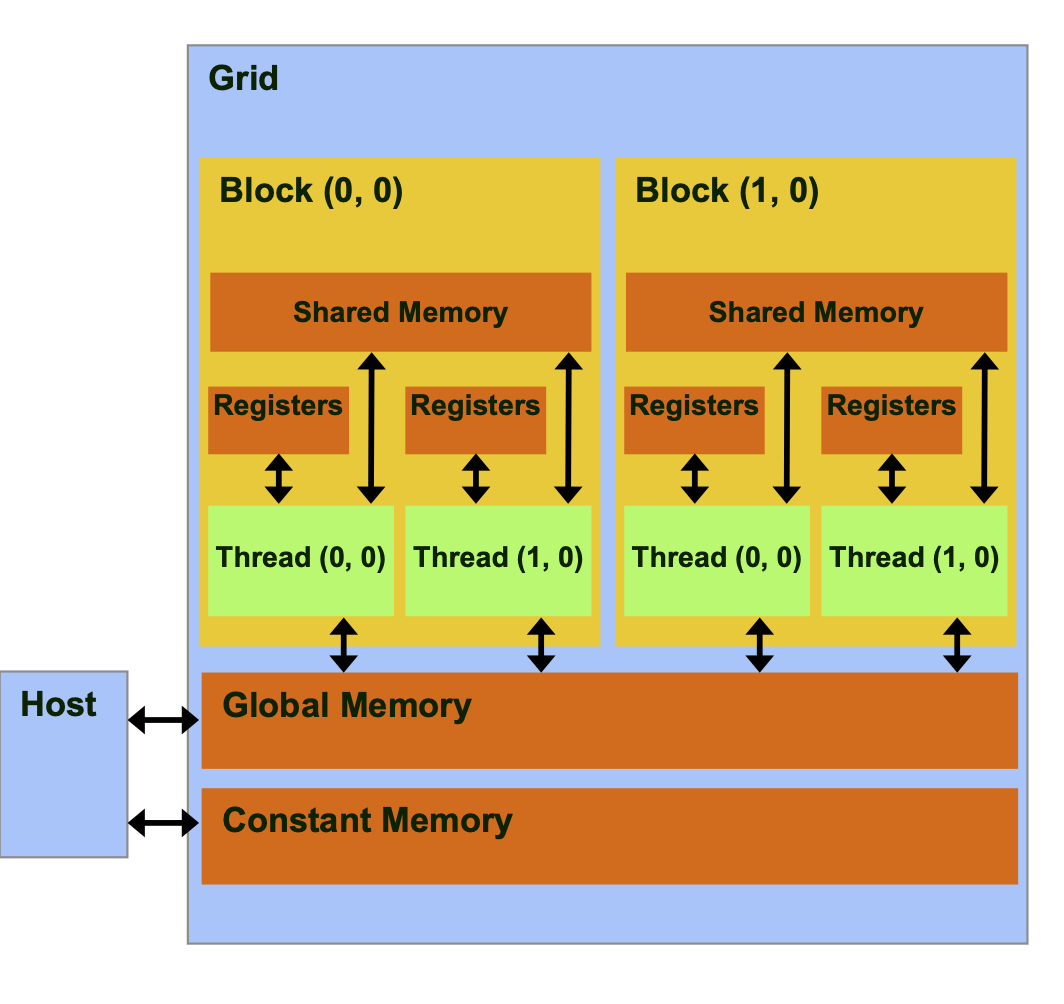 Grid
Block (0, 0)
Block (1, 0)
Shared Memory
Shared Memory
Registers
Registers
Registers
Registers
Thread (0, 0)
Thread (1, 0)
Thread (0, 0)
Thread (1, 0)
Host
Global Memory
Constant Memory